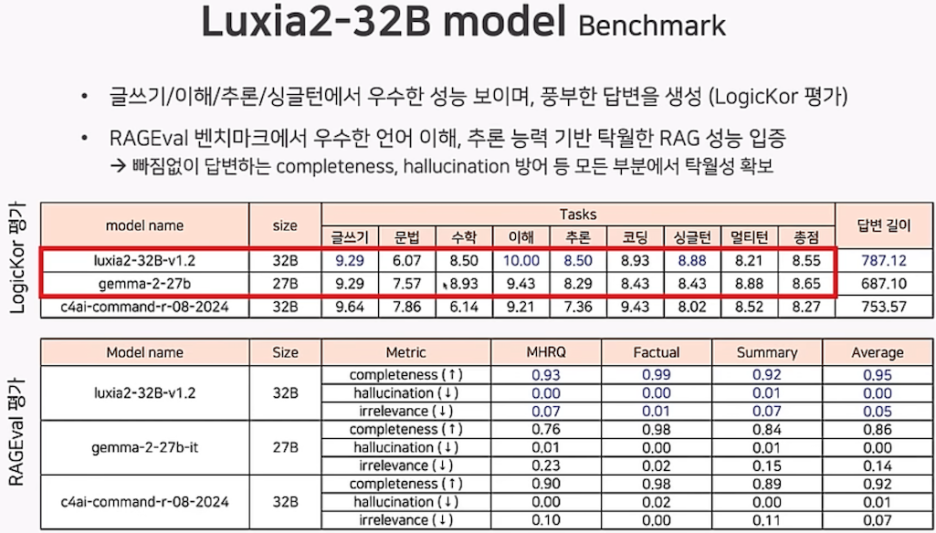 Luxia2-32B model Benchmark
• 글쓰기/이해/추론/싱글턴에서 우수한 성능 보이며, 풍부한 답변을 생성 (LogicKor 평가)
• RAGEval 벤치마크에서 우수한 언어 이해, 추론 능력 기반 탁월한 RAG 성능 입증
→ 빠짐없이 답변하는 completeness, hallucination 방어 등 모든 부분에서 탁월성 확보
LogicKor 평가
model name size Tasks 답변 길이
글쓰기 문법 수학 이해 추론 코딩 싱글턴 멀티턴 총점
luxia2-32B-v1.2 32B 9.29 6.07 8.50 10.00 8.50 8.93 8.88 8.21 8.55 787.12
gemma-2-27b 27B 9.29 7.57 8.93 9.43 8.29 8.43 8.43 8.88 8.65 687.10
c4ai-command-r-08-2024 32B 9.64 7.86 6.14 9.21 7.36 9.43 8.02 8.52 8.27 753.57
RAGEval 평가
Model name Size Metric MHRQ Factual Summary Average
luxia2-32B-v1.2 32B completeness (↑) 0.93 0.99 0.92 0.95
hallucination (↓) 0.00 0.00 0.01 0.00
irrelevance (↓) 0.07 0.01 0.07 0.05
gemma-2-27b-it 27B completeness (↑) 0.76 0.98 0.84 0.86
hallucination (↓) 0.01 0.00 0.01 0.00
irrelevance (↓) 0.23 0.02 0.15 0.14
c4ai-command-r-08-2024 32B completeness (↑) 0.90 0.98 0.89 0.92
hallucination (↓) 0.00 0.02 0.00 0.01
irrelevance (↓) 0.10 0.00 0.11 0.07